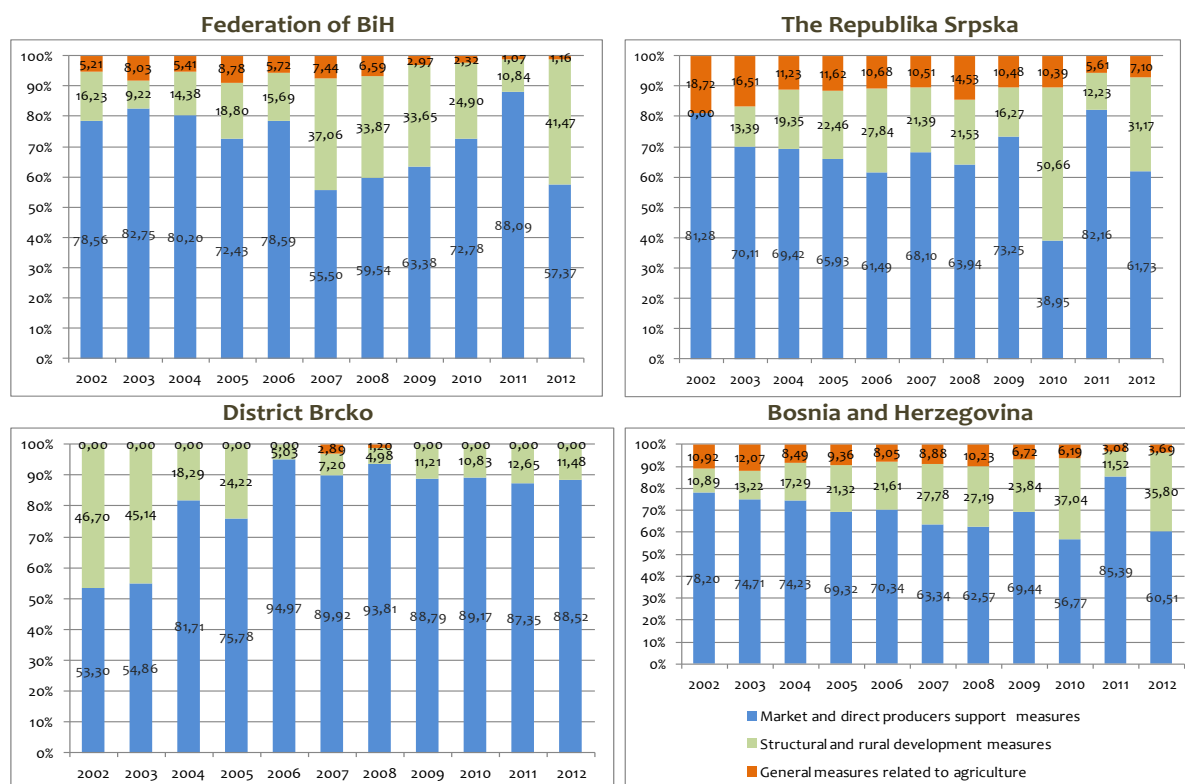 Federation of BiH
100%
90%
80%
70%
60%
50%
40%
30%
20%
10%
0%
5,21 8,03 5,41 8,78 5,72 7,44 6,59 2,97 2,32 1,07 1,16
16,23 9,22 14,38 18,80 15,69 37,06 33,87 33,65 24,90 10,84 41,47
78,56 82,75 80,20 72,43 78,59 55,50 59,54 63,38 72,78 88,09 57,37
2002 2003 2004 2005 2006 2007 2008 2009 2010 2011 2012
The Republika Srpska
100%
90%
80%
70%
60%
50%
40%
30%
20%
10%
0%
18,72 16,51 11,23 11,62 10,68 10,51 14,53 10,48 10,39 5,61 7,10
0,00 13,39 19,35 22,46 27,84 21,39 21,53 16,27 50,66 12,23 31,17
81,28 70,11 69,42 65,93 61,49 68,10 63,94 73,25 38,95 82,16 61,73
2002 2003 2004 2005 2006 2007 2008 2009 2010 2011 2012
District Brcko
100%
90%
80%
70%
60%
50%
40%
30%
20%
10%
0%
0,00 0,00 0,00 0,00 0,00 2,89 1,20 0,00 0,00 0,00 0,00
46,70 45,14 18,29 24,22 5,03 7,20 4,98 11,21 10,83 12,65 11,48
53,30 54,86 81,71 75,78 94,97 89,92 93,81 88,79 89,17 87,35 88,52
2002 2003 2004 2005 2006 2007 2008 2009 2010 2011 2012
Bosnia and Herzegovina
100%
90%
80%
70%
60%
50%
40%
30%
20%
10%
0%
10,92 12,07 8,49 9,36 8,05 8,88 10,23 6,72 6,19 3,08 3,69
10,89 13,22 17,29 21,32 21,61 27,78 27,19 23,84 37,04 11,52 35,80
78,20 74,71 74,23 69,32 70,34 63,34 62,57 69,44 56,77 85,39 60,51
2002 2003 2004 2005 2006 2007 2008 2009 2010 2011 2012
Market and direct producers support measures
Structural and rural development measures
General measures related to agriculture